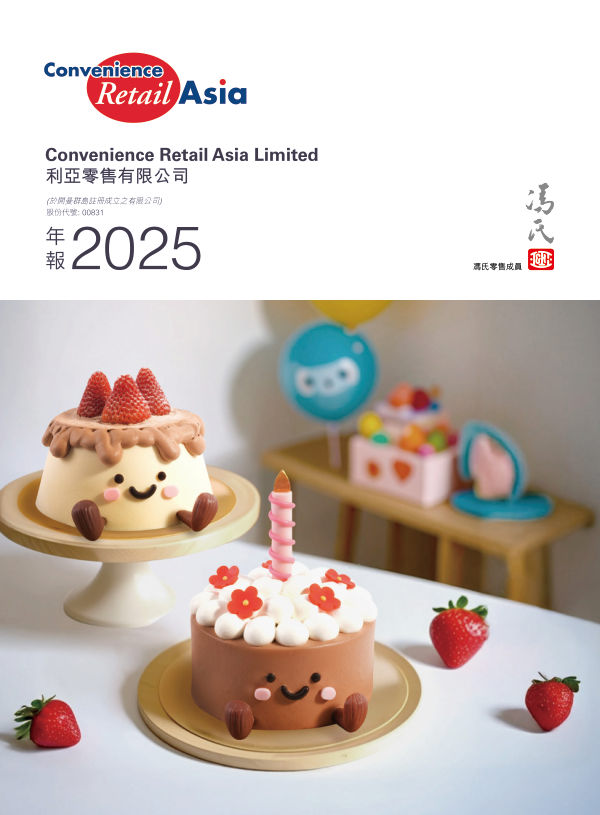 Convenience
Retail Asia
Convenience Retail Asia Limited
利亞零售有限公司
(於開曼群島註冊成立之有限公司)
股份代號: 00831
年報 2025
馮氏
馮氏零售成員